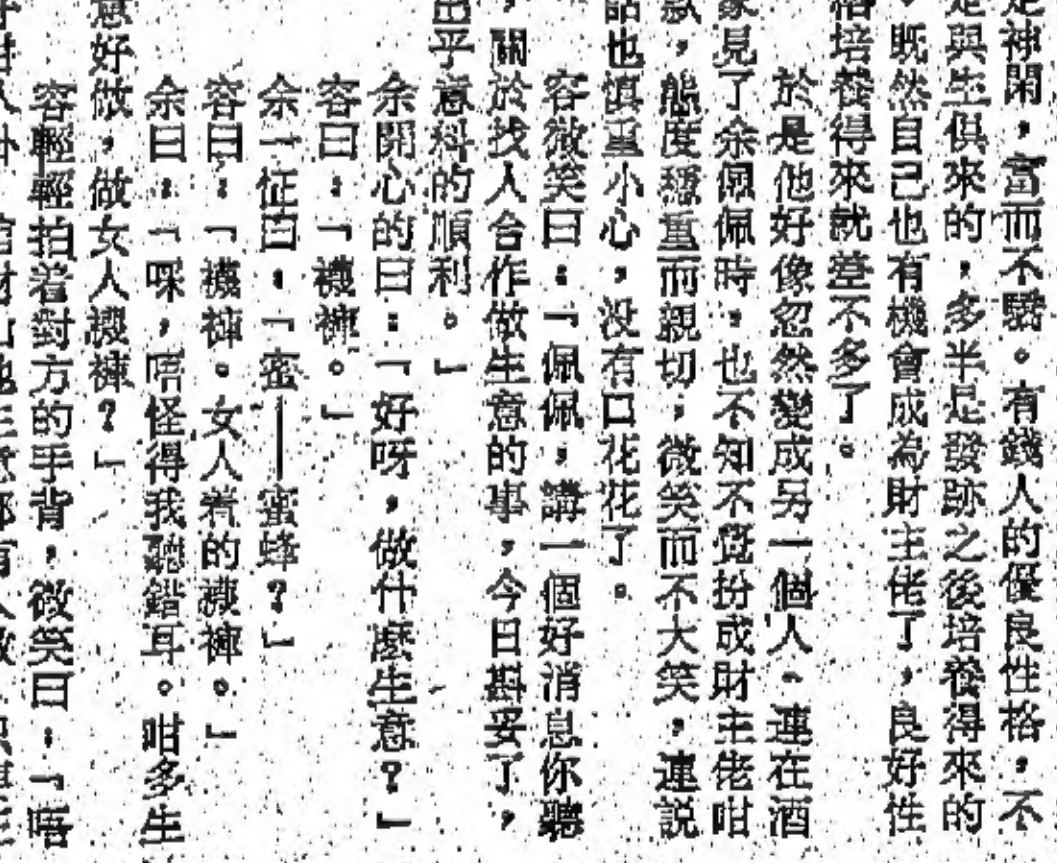 是神閑，富而不驕。有錢人的優良性格，不
是與生俱來的，多半是發跡之後培養得來的
，既然自己也有機會成為財主佬了，良好性
格培養得來就差不多了。
於是他好像忽然變成另一個人、連在酒
家見了余佩佩時，也不知不覺扮成財主佬咁
款，態度穩重而親切；微笑而不大笑，連説
話也慎重小心，没有口花花了。
容微笑曰：「佩佩，講一個好消息你聽
，關於找人合作做生意的事，今日斟妥了，
出乎意料的順利。」
余開心的曰：「好呀，做什麽生意？」
容曰：「襪褲。」
余一怔曰：「蜜——蜜蜂？」
容曰：「襪褲。女人着的襪褲。」
余曰：「咪，唔怪得我聽錯耳。咁多生
意好做，做女人襪褲？」
容輕輕拍着對方的手背，微笑曰：「唔